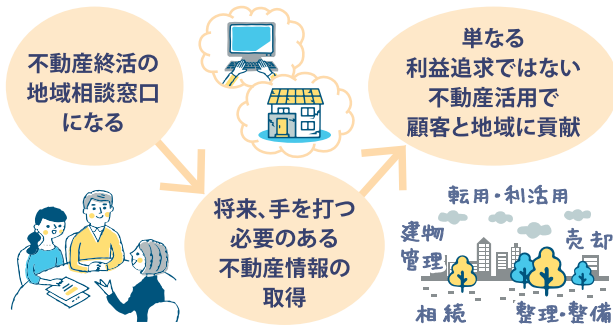 不動産終活の
地域相談窓口
になる
将来、手を打つ
必要のある
不動産情報の
取得
単なる
利益追求ではない
不動産活用で
顧客と地域に貢献
転用・利活用
建物
管理
売却
相続
整理・整備